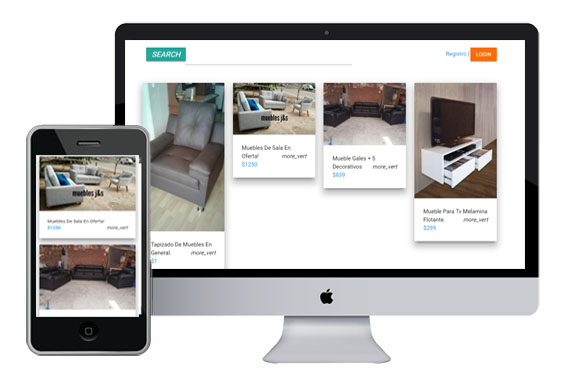 SEARCH
Registro |
LOGIN
Tapizado De Muebles En
General.
more_vert
$1
muebles j&s
Muebles De Sala En
Oferta!
more_vert
$1250
Mueble Gales + 5
Decorativos
more_vert
$839
Mueble Para Tv Melamina
Flotante.
more_vert
$299
muebles j&s
Muebles De Sala En Oferta!
$1250
more_vert